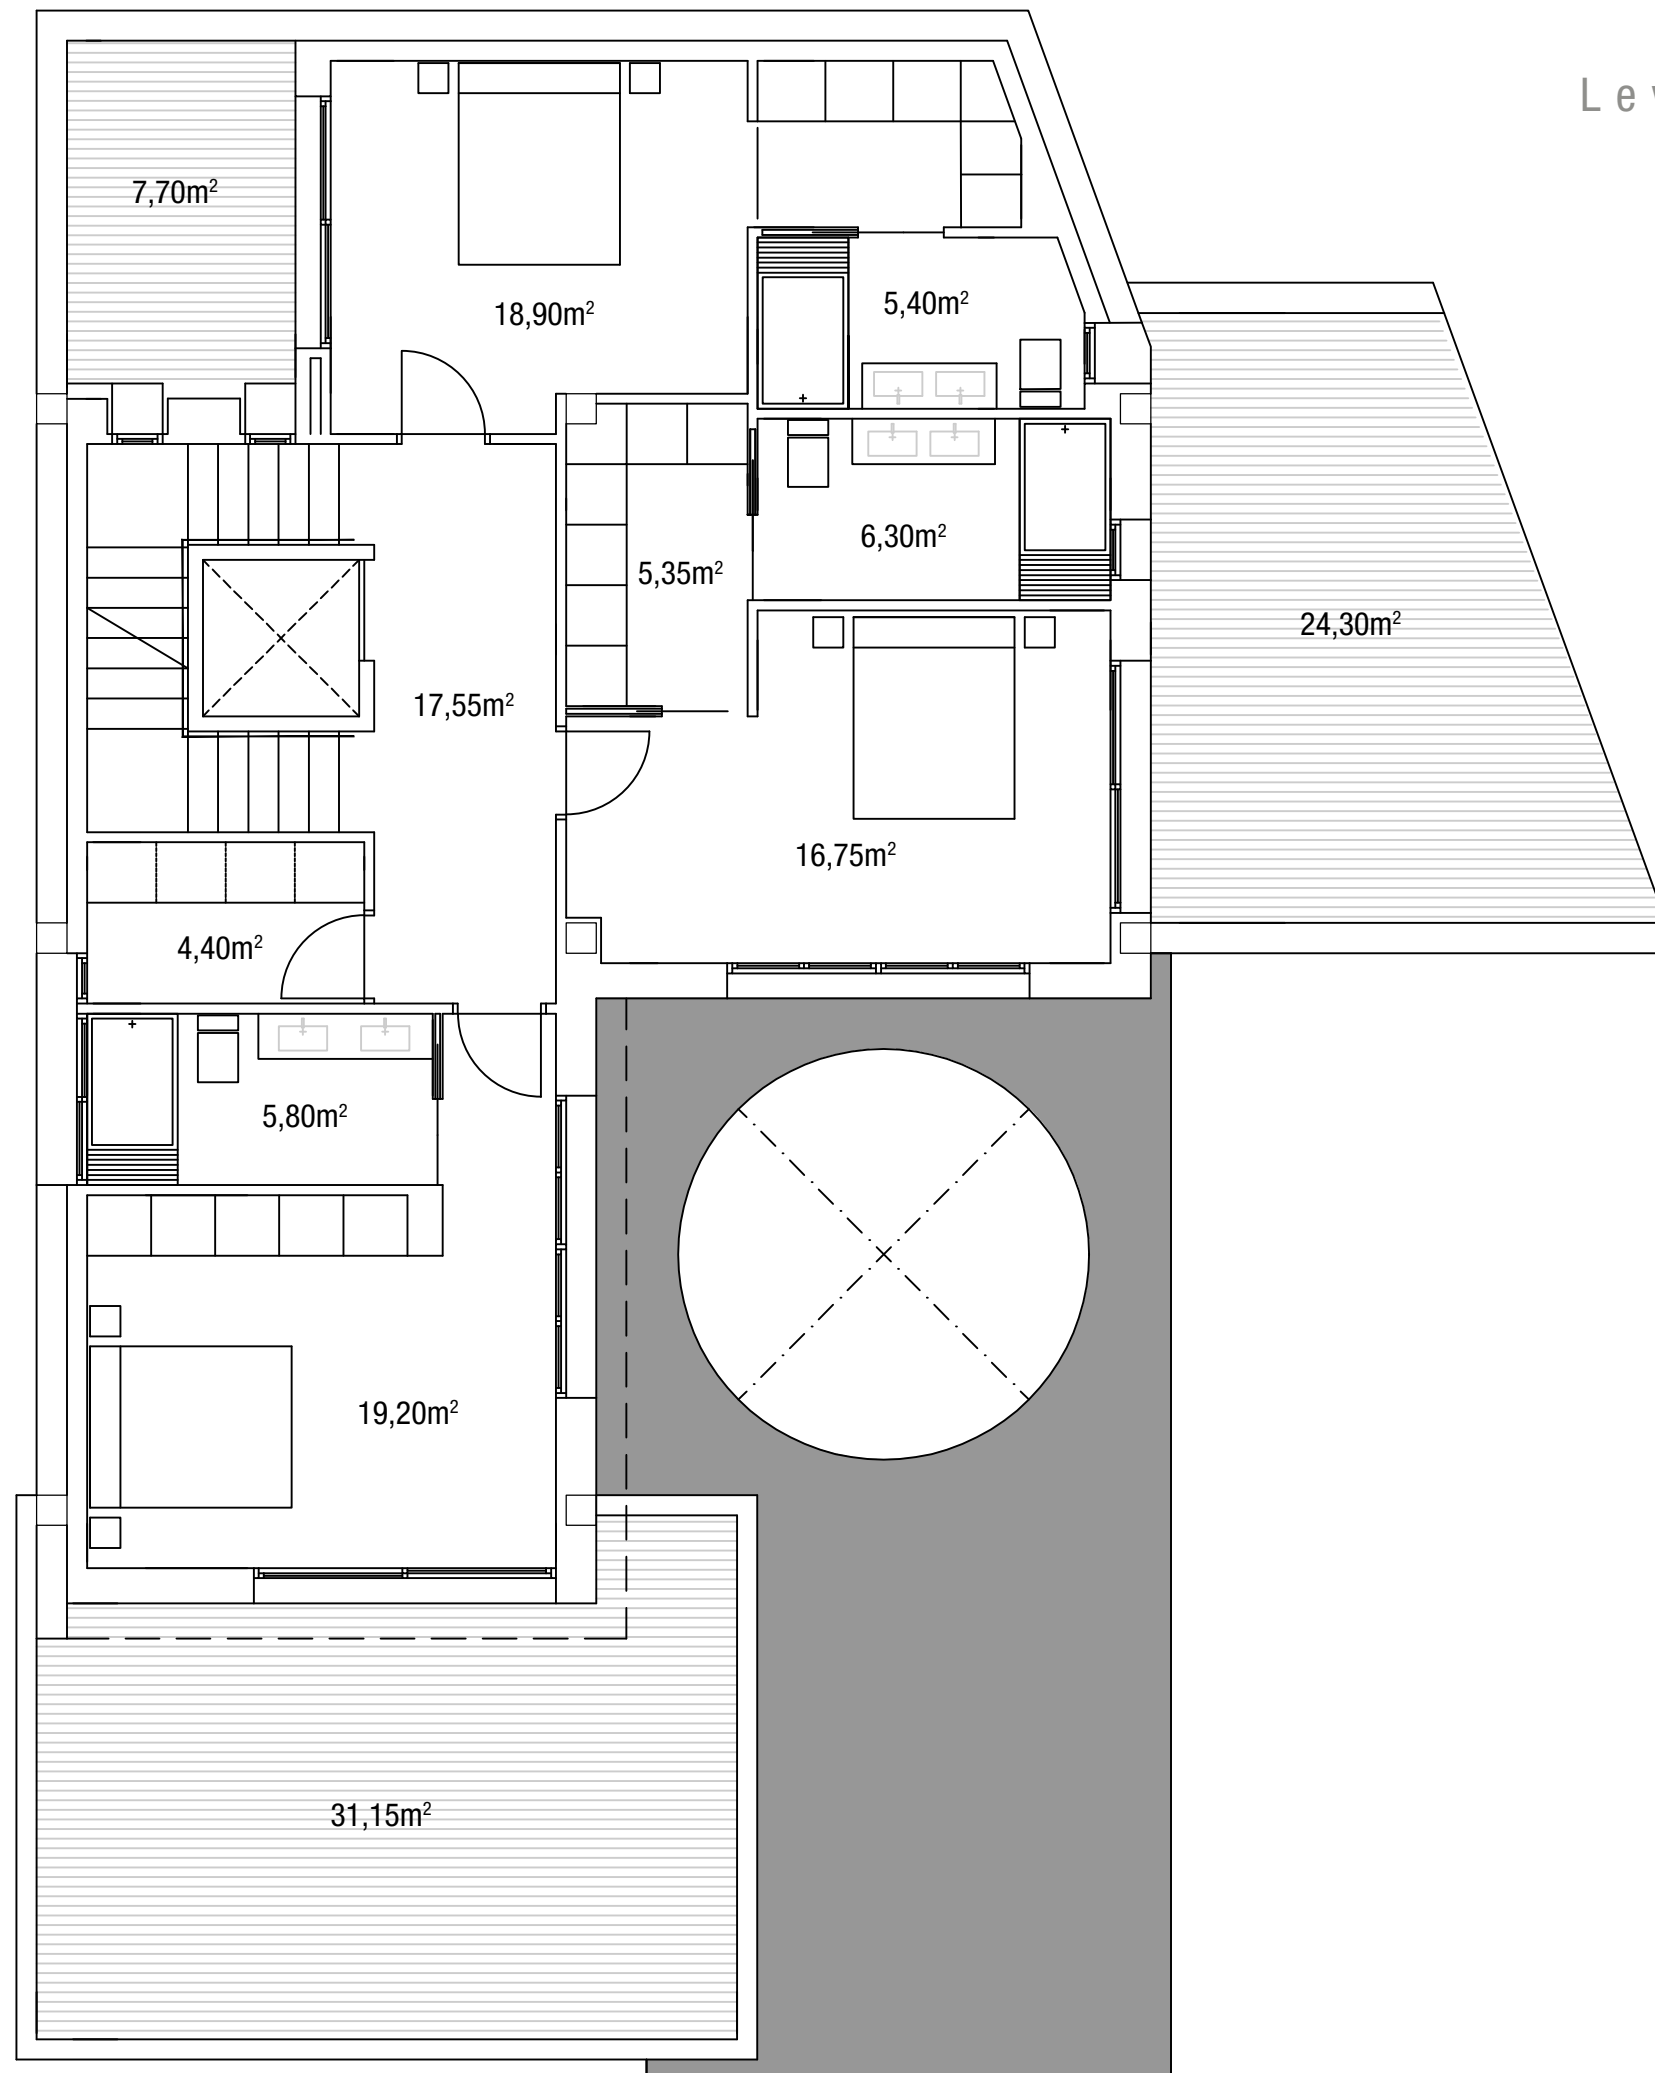 Lev
7,70m²
18,90m²
5,40m²
6,30m²
5,35m²
24,30m²
17,55m²
16,75m²
4,40m²
5,80m²
19,20m²
31,15m²